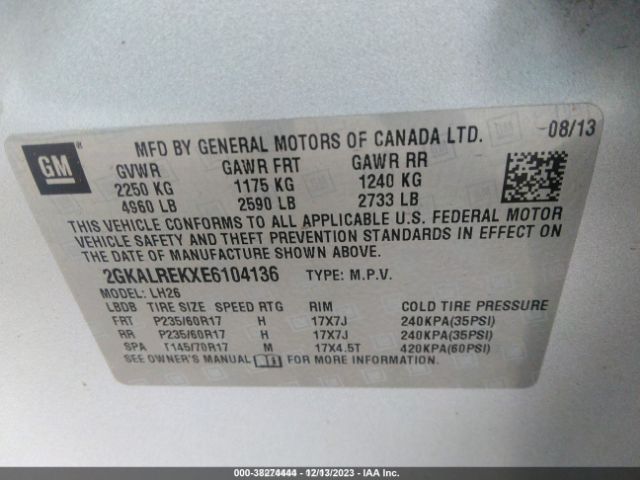 GM ®
MFD BY GENERAL MOTORS OF CANADA LTD. 08/13
GVWR GAWR FRT GAWR RR
2250 KG 1175 KG 1240 KG
4960 LB 2590 LB 2733 LB
THIS VEHICLE CONFORMS TO ALL APPLICABLE U.S. FEDERAL MOTOR
VEHICLE SAFETY AND THEFT PREVENTION STANDARDS IN EFFECT ON
THE DATE OF MANUFACTURE SHOWN ABOVE.
2GKALREKXE6104136 TYPE: M.P.V.
MODEL: LH26
LBDB TIRE SIZE SPEED RTG RIM COLD TIRE PRESSURE
FRT P235/60R17 H 17X7J 240KPA(35PSI)
RR P235/60R17 H 17X7J 240KPA(35PSI)
SPA T145/70R17 M 17X4.5T 420KPA(60PSI)
SEE OWNER'S MANUAL FOR MORE INFORMATION.
000-38274444 - 12/13/2023 - IAA Inc.